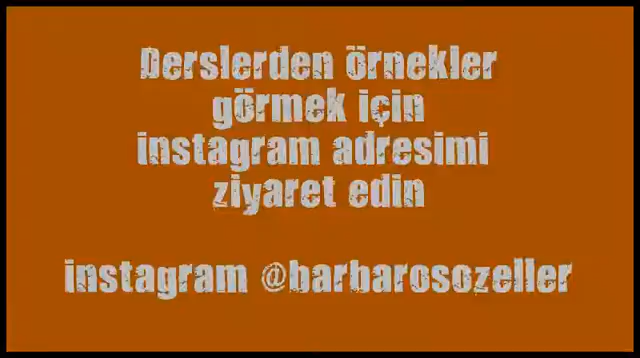 Derslerden örnekler
görmek için
instagram adresimi
ziyaret edin
instagram @barbarosozeller